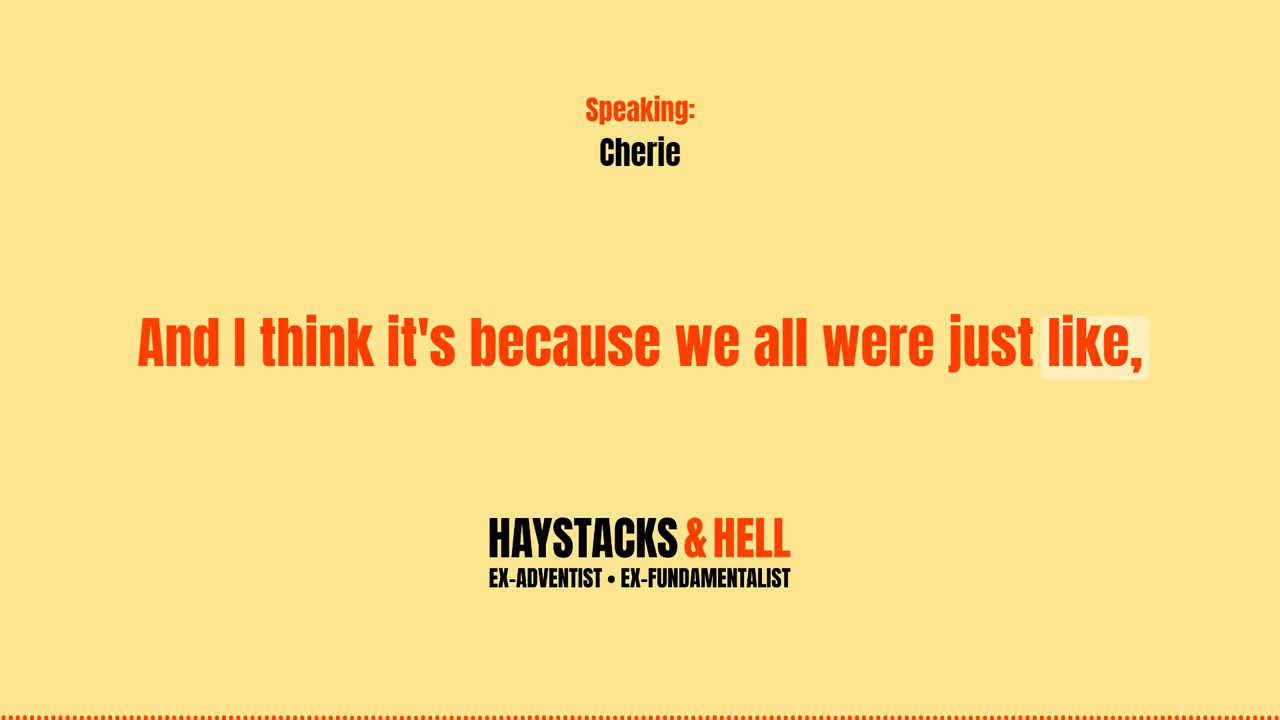 Speaking:
Cherie
And I think it's because we all were just like,
HAYSTACKS & HELL
EX-ADVENTIST • EX-FUNDAMENTALIST